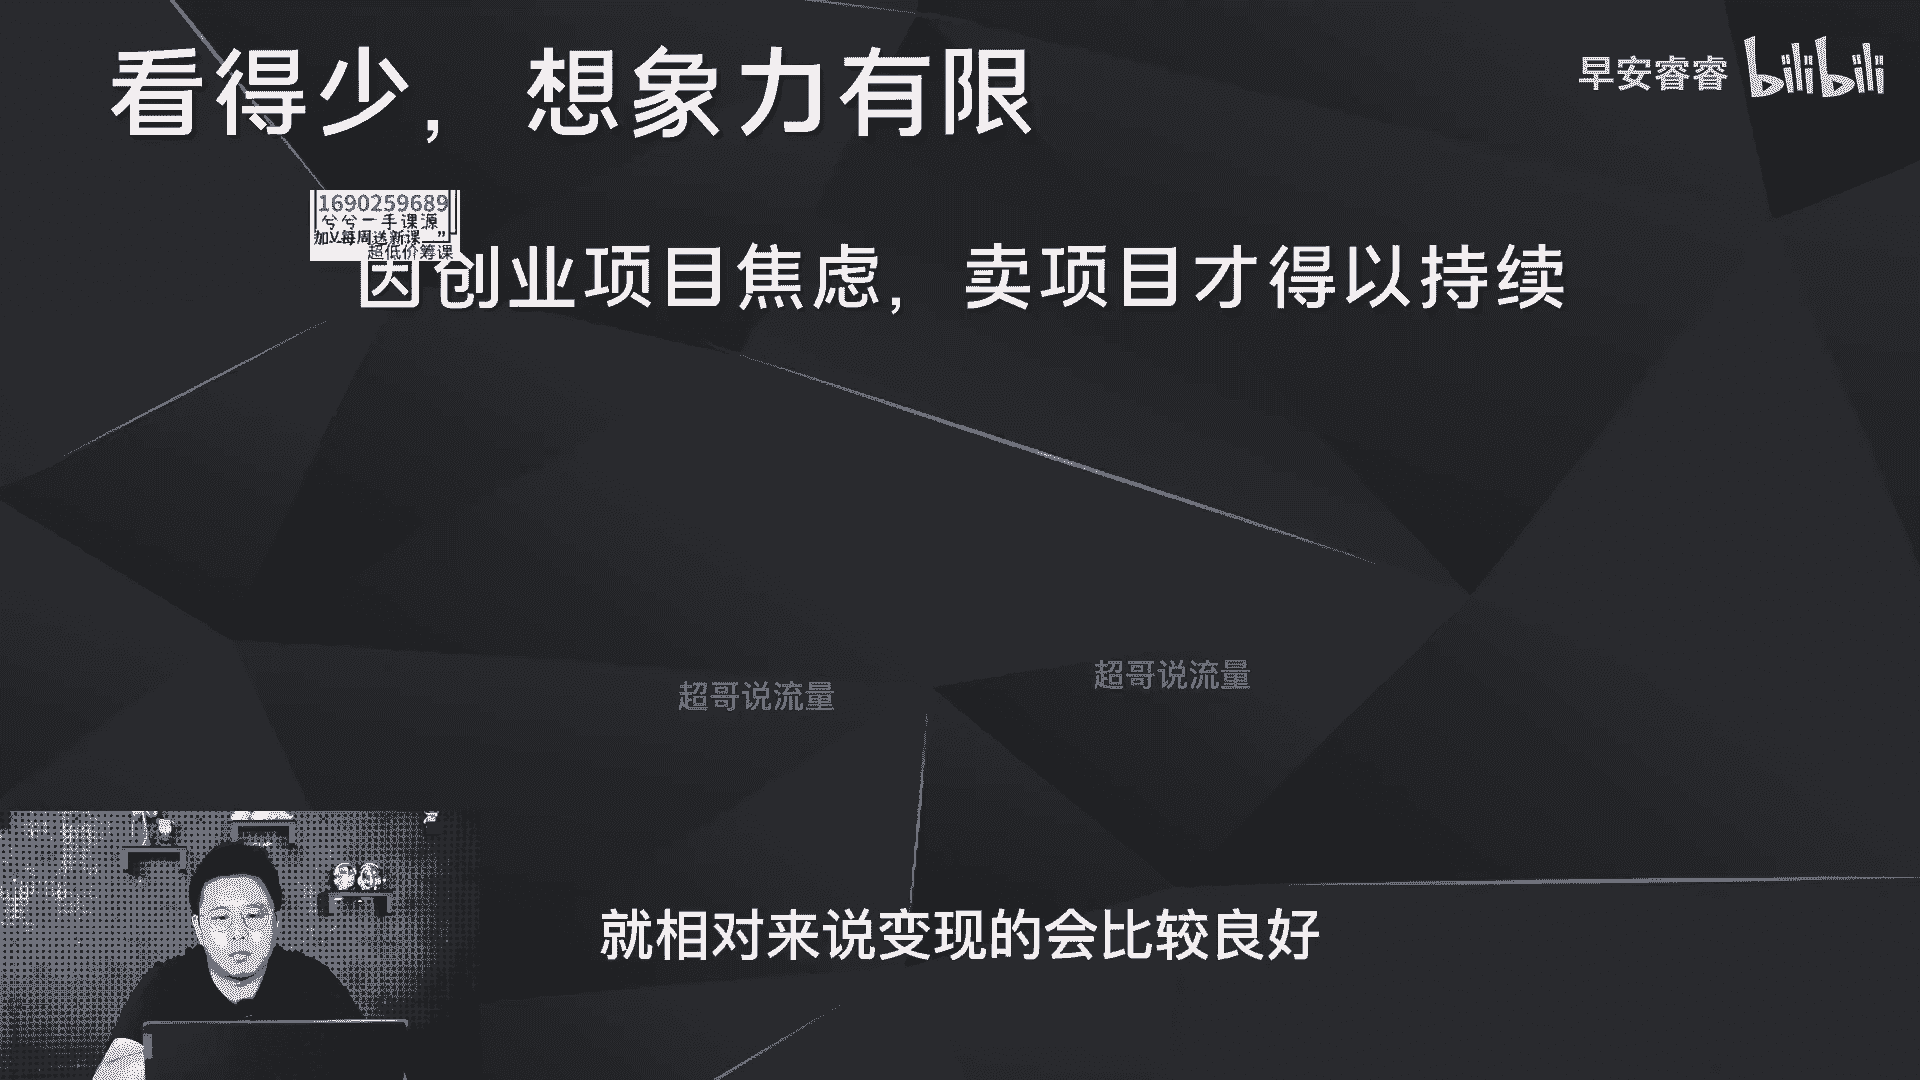 看得少，想象力有限
早安睿睿 bilibili
1690259689
兮兮一手课源
加V每周送新课
超低价筹课
因创业项目焦虑，卖项目才得以持续
超哥说流量
超哥说流量
就相对来说变现的会比较良好